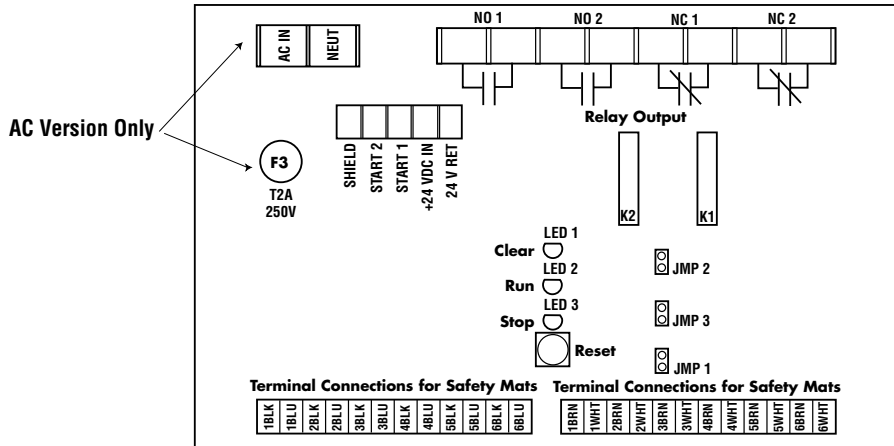 NO 1 NO 2 NC 1 NC 2
AC IN NEUT
Relay Output
AC Version Only
SHIELD START 2 START 1 +24 VDC IN 24 V RET
F3
T2A
250V
K2 K1
LED 1
Clear
LED 2
JMP 2
Run
LED 3
Stop
JMP 3
Reset
JMP 1
Terminal Connections for Safety Mats
1BLK 1BLU 2BLK 2BLU 3BLK 3BLU 4BLK 4BLU 5BLK 5BLU 6BLK 6BLU
Terminal Connections for Safety Mats
1BRN 1WHT 2BRN 2WHT 3BRN 3WHT 4BRN 4WHT 5BRN 5WHT 6BRN 6WHT